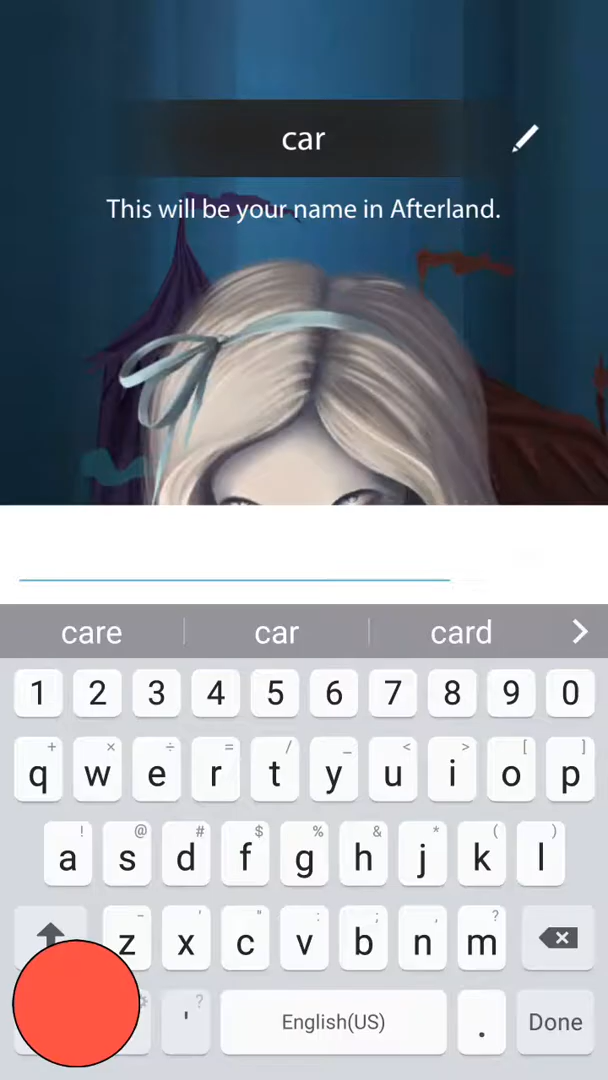 car
This will be your name in Afterland.
care car card
1 2 3 4 5 6 7 8 9 0
+ × ÷ = / _ < > [ ]
q w e r t y u i o p
! @ # $ % & * ( )
a s d f g h j k l
- ' " : ; , ?
z x c v b n m
?
' English(US) . Done